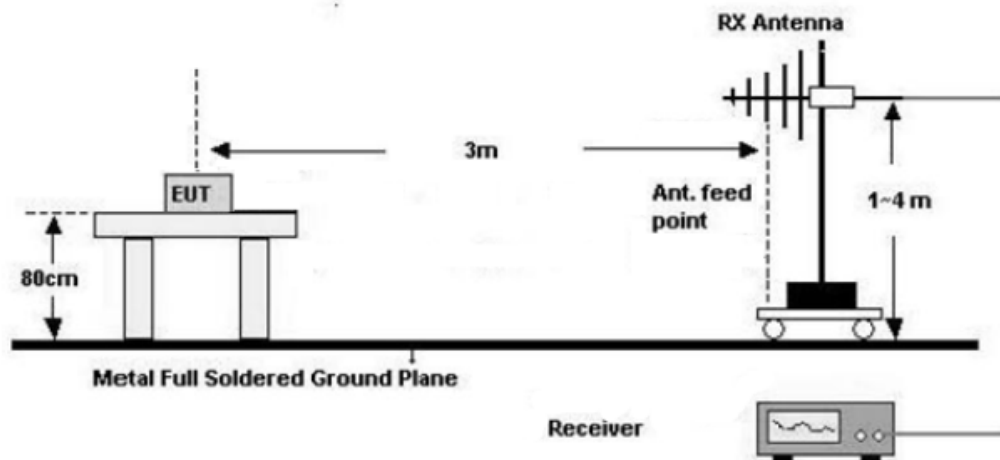 RX Antenna
3m
EUT
Ant. feed
point
1~4 m
80cm
Metal Full Soldered Ground Plane
Receiver